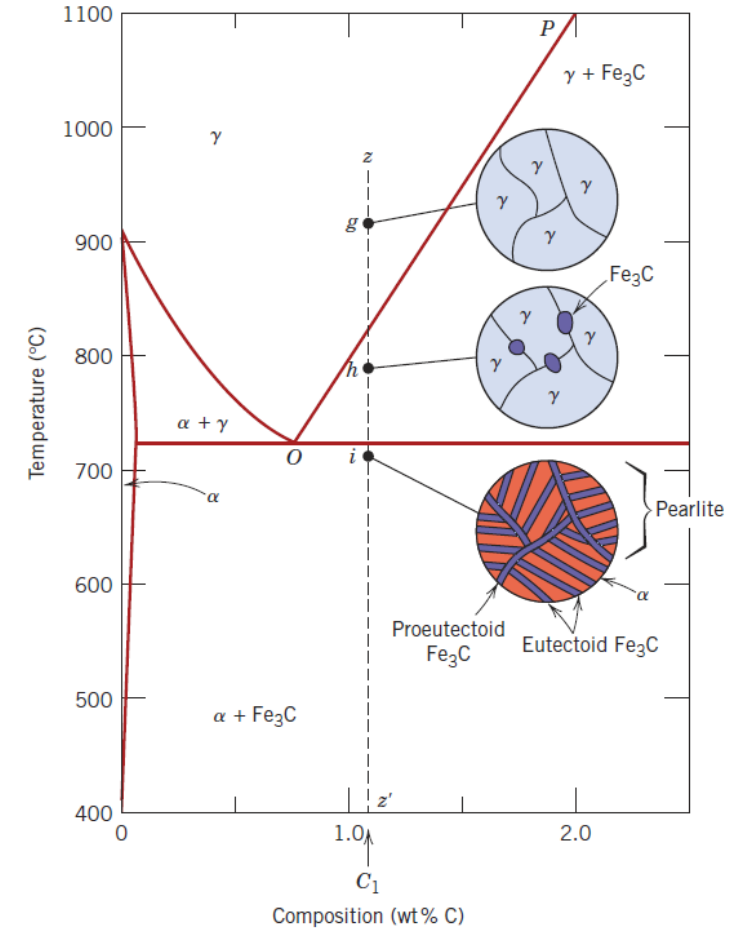 1100
P
γ + Fe₃C
1000
γ
z
γ
γ
γ
g
900
Fe₃C
γ
γ
800
h
γ
γ
α + γ
O
i
700
α
Pearlite
600
α
Proeutectoid
Fe₃C
Eutectoid Fe₃C
500
α + Fe₃C
400
z'
0
1.0
2.0
C₁
Composition (wt% C)
Temperature (°C)